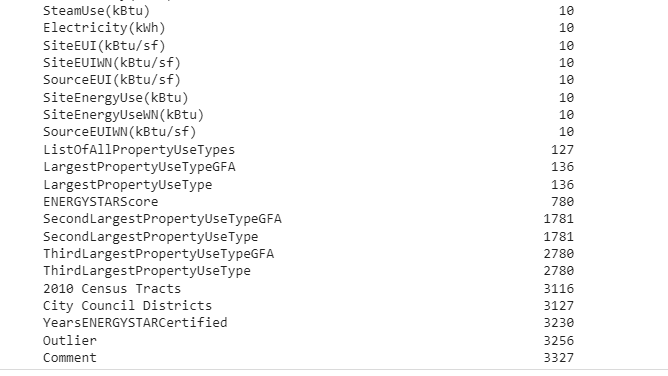 SteamUse(kBtu) 10
Electricity(kWh) 10
SiteEUI(kBtu/sf) 10
SiteEUIWN(kBtu/sf) 10
SourceEUI(kBtu/sf) 10
SiteEnergyUse(kBtu) 10
SiteEnergyUseWN(kBtu) 10
SourceEUIWN(kBtu/sf) 10
ListOfAllPropertyUseTypes 127
LargestPropertyUseTypeGFA 136
LargestPropertyUseType 136
ENERGYSTARScore 780
SecondLargestPropertyUseTypeGFA 1781
SecondLargestPropertyUseType 1781
ThirdLargestPropertyUseTypeGFA 2780
ThirdLargestPropertyUseType 2780
2010 Census Tracts 3116
City Council Districts 3127
YearsENERGYSTARCertified 3230
Outlier 3256
Comment 3327